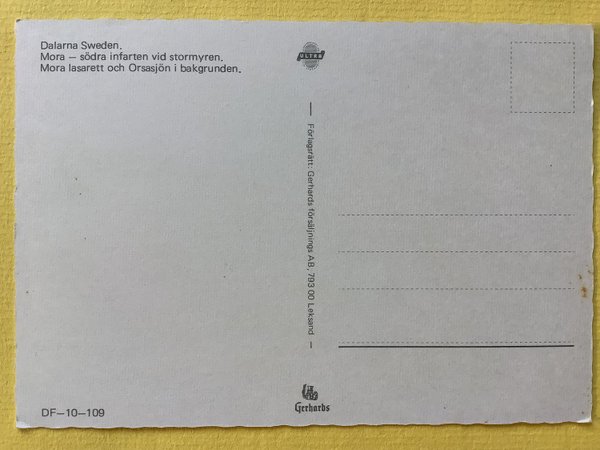 Dalarna Sweden.
Mora – södra infarten vid stormyren.
Mora lasarett och Orsasjön i bakgrunden.
ULTRA
— Förlagsrätt: Gerhards försäljnings AB, 793 00 Leksand —
DF–10–109
Gerhards